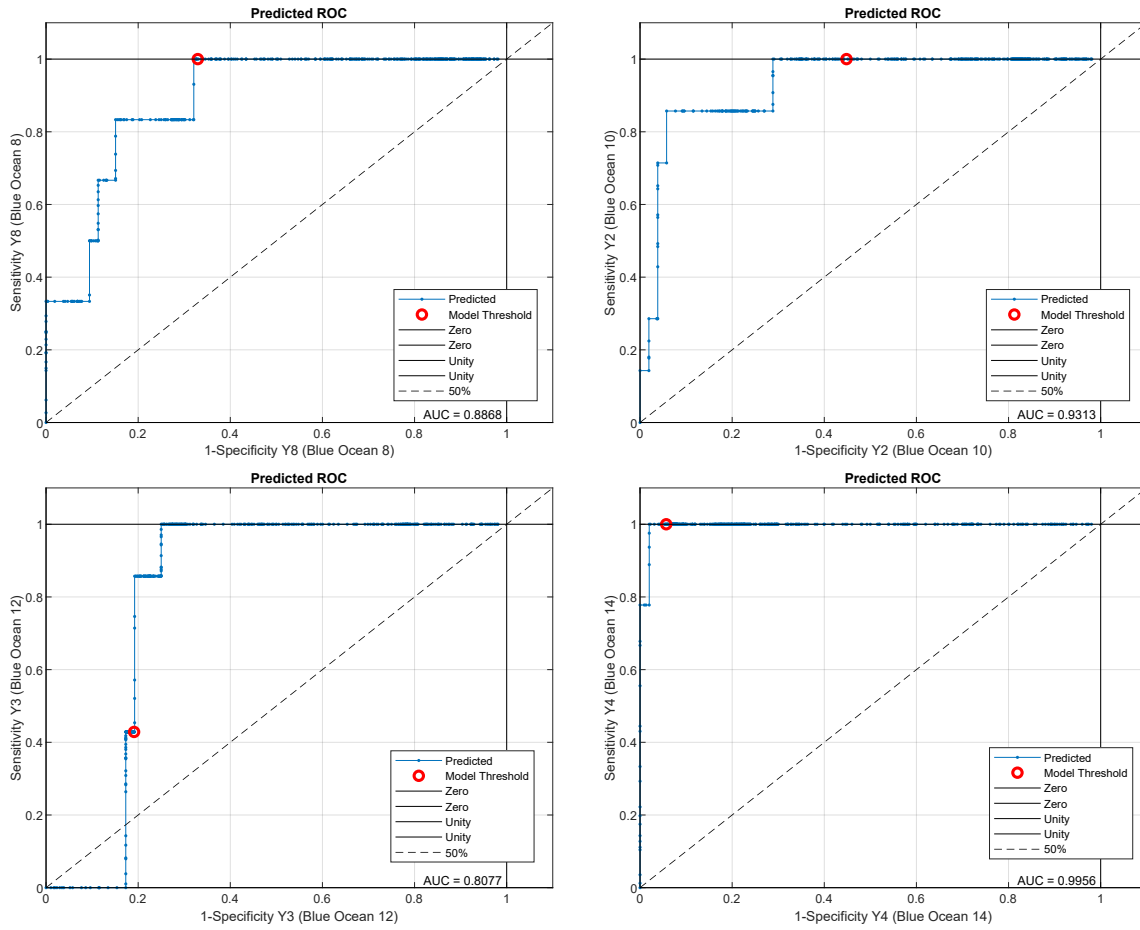 Predicted ROC
1
0.8
0.6
0.4
0.2
0
Sensitivity Y8 (Blue Ocean 8)
Predicted
Model Threshold
Zero
Zero
Unity
Unity
50%
AUC = 0.8868
0 0.2 0.4 0.6 0.8 1
1-Specificity Y8 (Blue Ocean 8)
Predicted ROC
1
0.8
0.6
0.4
0.2
0
Sensitivity Y2 (Blue Ocean 10)
Predicted
Model Threshold
Zero
Zero
Unity
Unity
50%
AUC = 0.9313
0 0.2 0.4 0.6 0.8 1
1-Specificity Y2 (Blue Ocean 10)
Predicted ROC
1
0.8
0.6
0.4
0.2
0
Sensitivity Y3 (Blue Ocean 12)
Predicted
Model Threshold
Zero
Zero
Unity
Unity
50%
AUC = 0.8077
0 0.2 0.4 0.6 0.8 1
1-Specificity Y3 (Blue Ocean 12)
Predicted ROC
1
0.8
0.6
0.4
0.2
0
Sensitivity Y4 (Blue Ocean 14)
Predicted
Model Threshold
Zero
Zero
Unity
Unity
50%
AUC = 0.9956
0 0.2 0.4 0.6 0.8 1
1-Specificity Y4 (Blue Ocean 14)